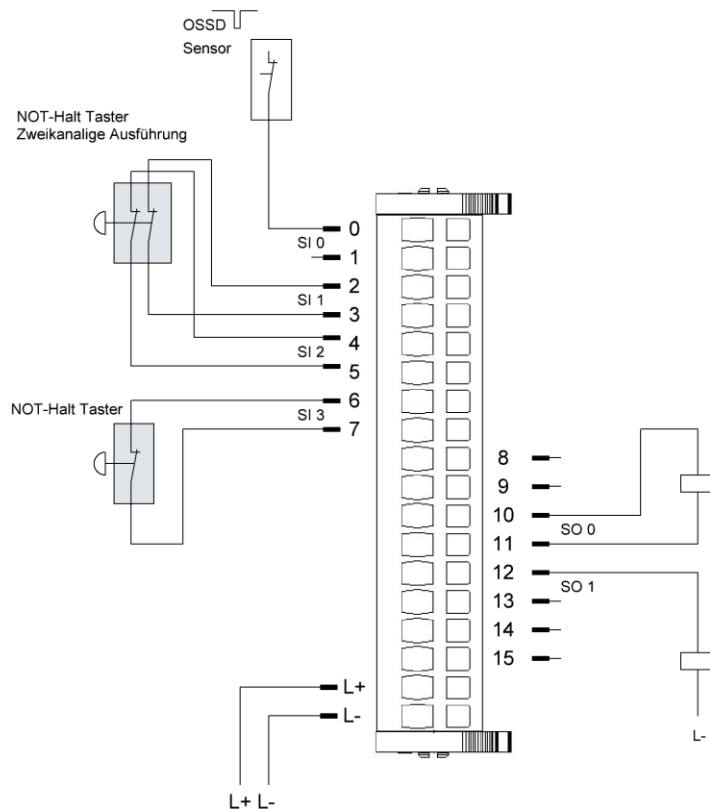 OSSD
Sensor
NOT-Halt Taster
Zweikanalige Ausführung
0
SI 0
1
2
SI 1
3
4
SI 2
5
6
NOT-Halt Taster
SI 3
7
8
9
10
SO 0
11
12
SO 1
13
14
15
L+
L-
L-
L+ L-